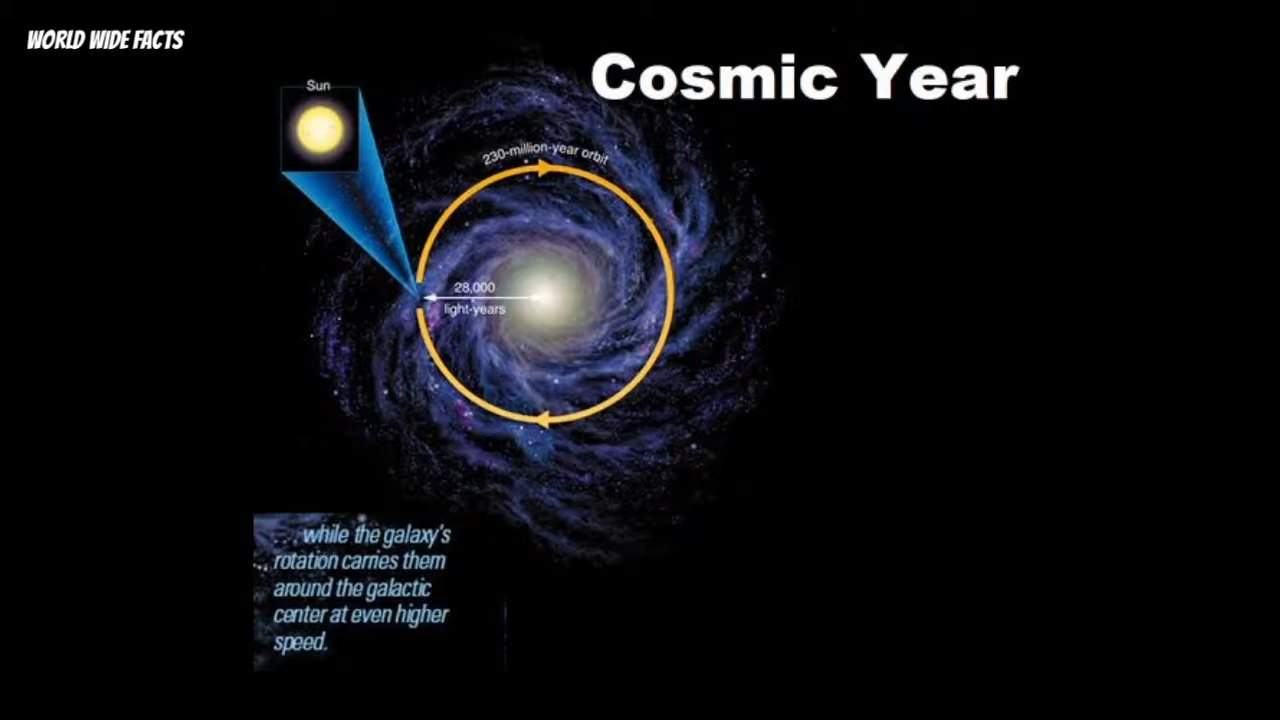 WORLD WIDE FACTS
Cosmic Year
Sun
230-million-year orbit
28,000
light-years
... while the galaxy's
rotation carries them
around the galactic
center at even higher
speed.